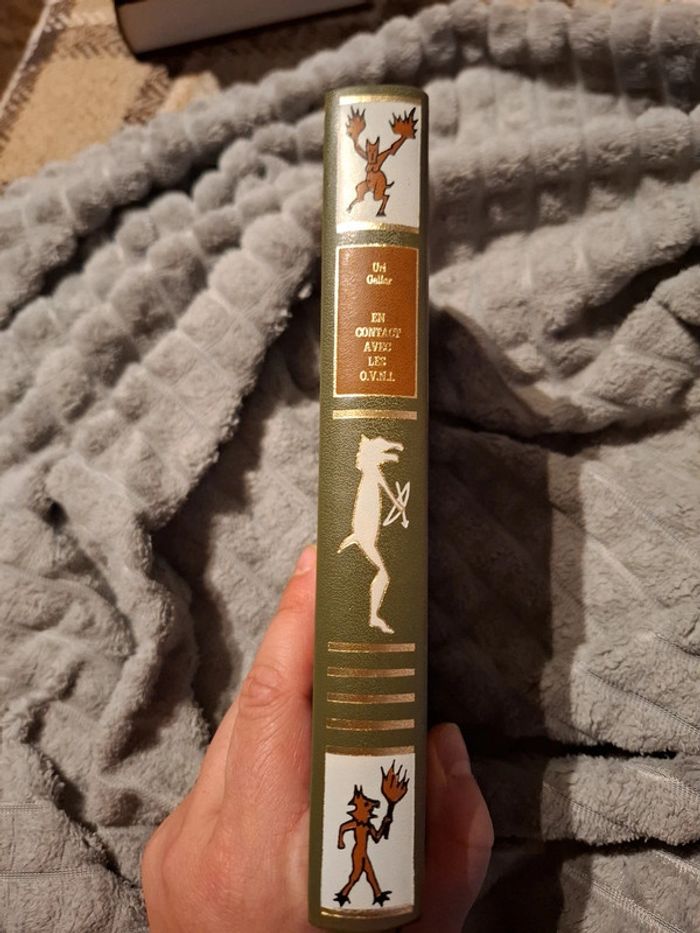 Uri
Geller
EN
CONTACT
AVEC
LES
O.V.N.I.